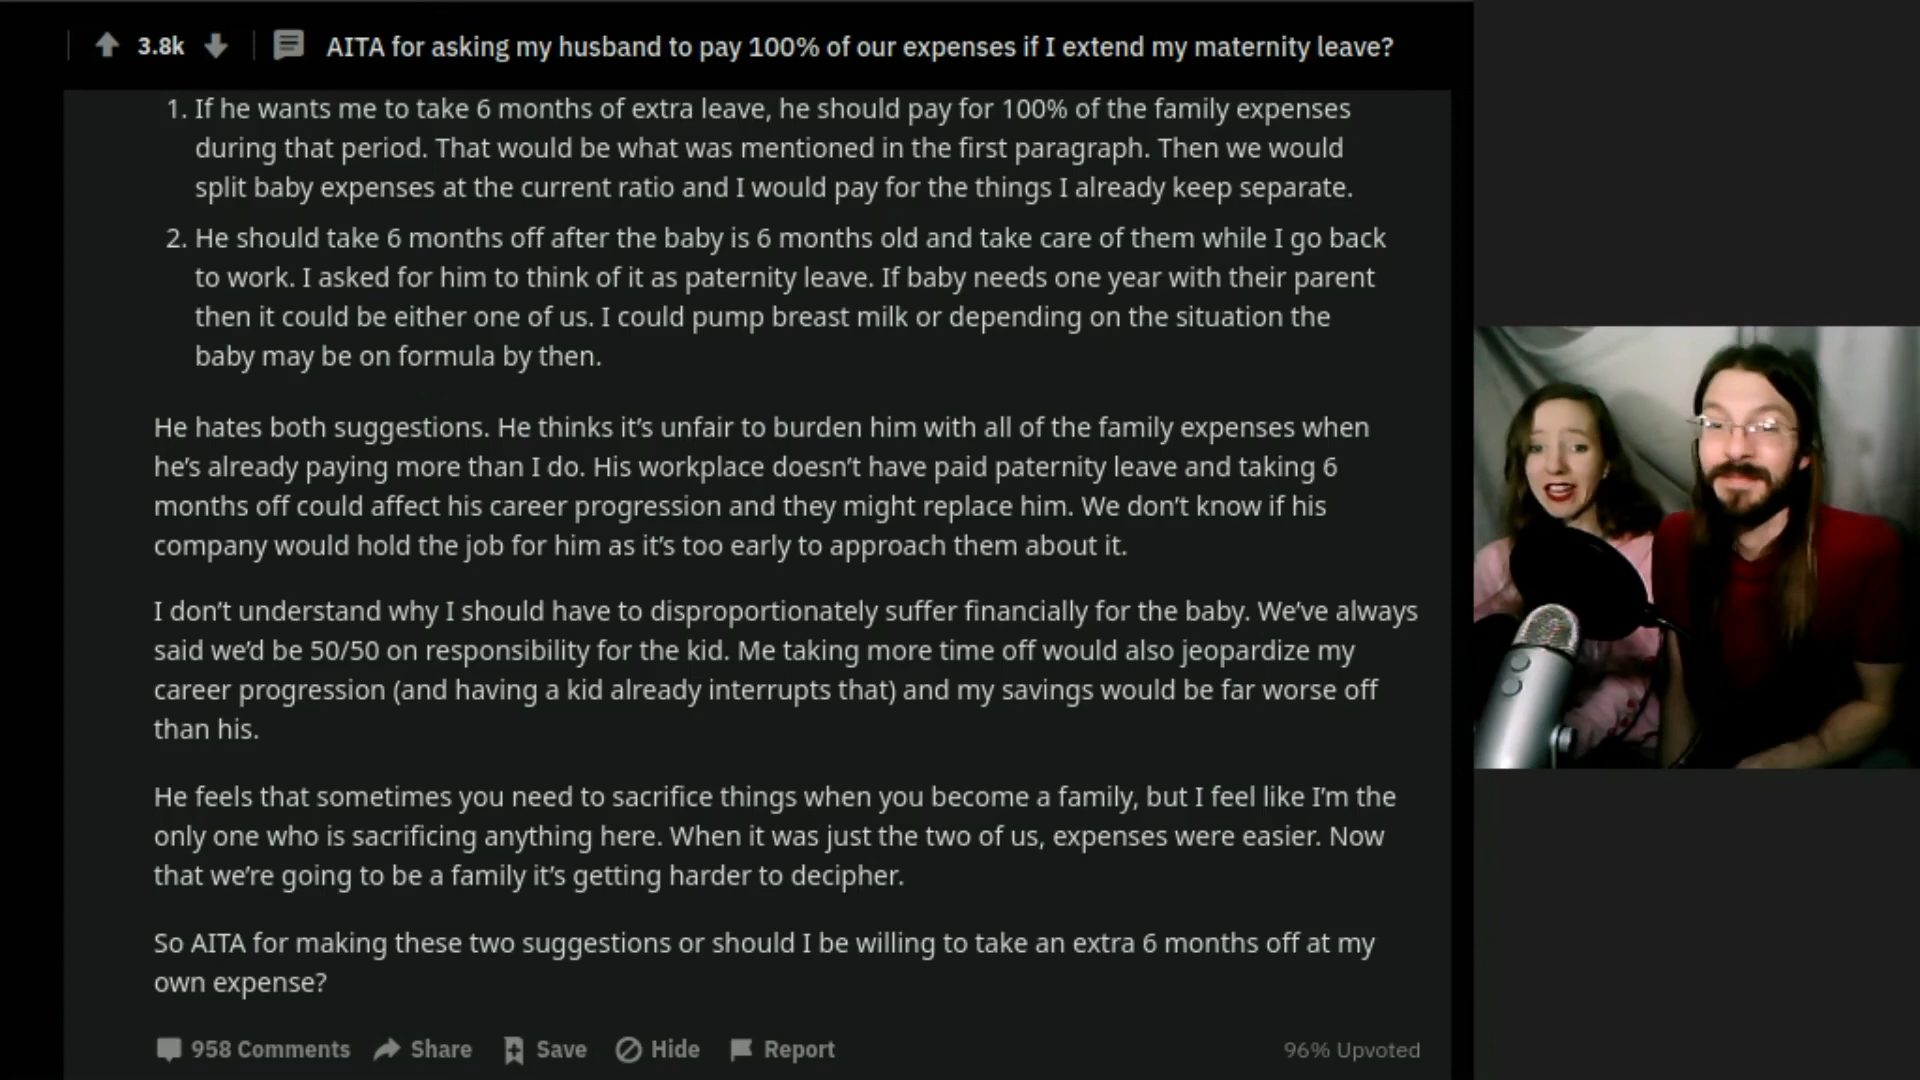 3.8k AITA for asking my husband to pay 100% of our expenses if I extend my maternity leave?
1. If he wants me to take 6 months of extra leave, he should pay for 100% of the family expenses
during that period. That would be what was mentioned in the first paragraph. Then we would
split baby expenses at the current ratio and I would pay for the things I already keep separate.
2. He should take 6 months off after the baby is 6 months old and take care of them while I go back
to work. I asked for him to think of it as paternity leave. If baby needs one year with their parent
then it could be either one of us. I could pump breast milk or depending on the situation the
baby may be on formula by then.
He hates both suggestions. He thinks it's unfair to burden him with all of the family expenses when
he's already paying more than I do. His workplace doesn't have paid paternity leave and taking 6
months off could affect his career progression and they might replace him. We don't know if his
company would hold the job for him as it's too early to approach them about it.
I don't understand why I should have to disproportionately suffer financially for the baby. We've always
said we'd be 50/50 on responsibility for the kid. Me taking more time off would also jeopardize my
career progression (and having a kid already interrupts that) and my savings would be far worse off
than his.
He feels that sometimes you need to sacrifice things when you become a family, but I feel like I'm the
only one who is sacrificing anything here. When it was just the two of us, expenses were easier. Now
that we're going to be a family it's getting harder to decipher.
So AITA for making these two suggestions or should I be willing to take an extra 6 months off at my
own expense?
958 Comments Share Save Hide Report 96% Upvoted